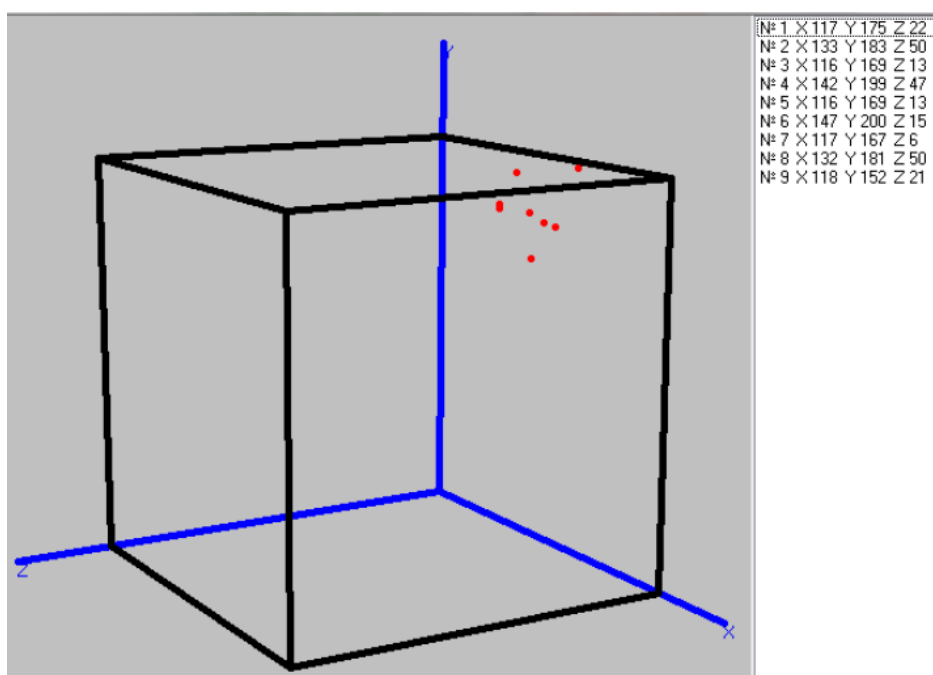 Y
Z
X
№ 1 X 117 Y 175 Z 22
№ 2 X 133 Y 183 Z 50
№ 3 X 116 Y 169 Z 13
№ 4 X 142 Y 199 Z 47
№ 5 X 116 Y 169 Z 13
№ 6 X 147 Y 200 Z 15
№ 7 X 117 Y 167 Z 6
№ 8 X 132 Y 181 Z 50
№ 9 X 118 Y 152 Z 21